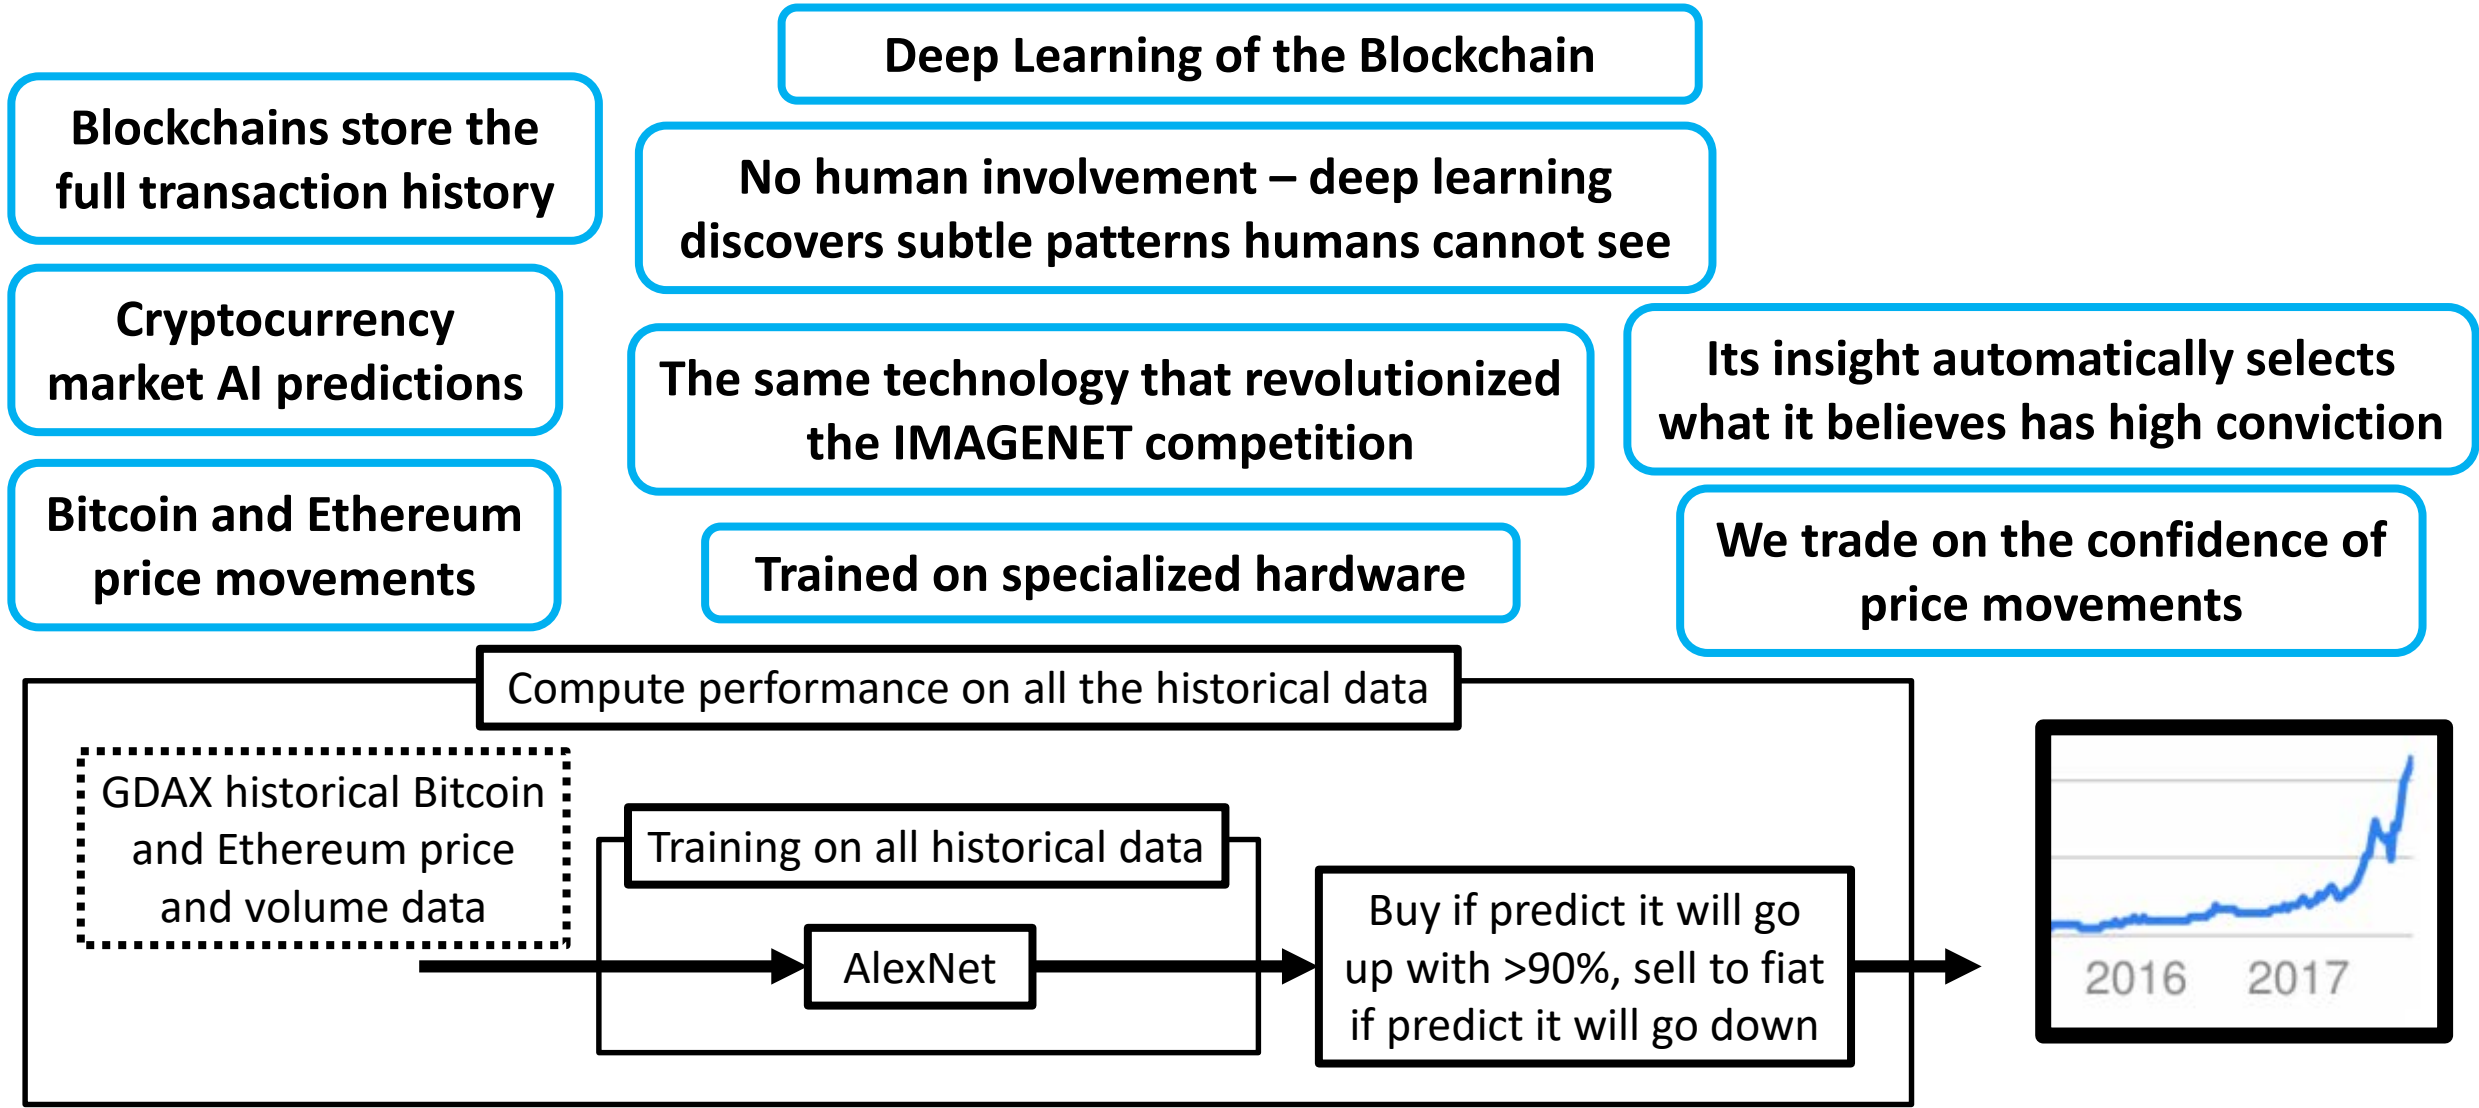 Deep Learning of the Blockchain
Blockchains store the
full transaction history
Cryptocurrency
market AI predictions
Bitcoin and Ethereum
price movements
No human involvement – deep learning
discovers subtle patterns humans cannot see
The same technology that revolutionized
the IMAGENET competition
Trained on specialized hardware
Its insight automatically selects
what it believes has high conviction
We trade on the confidence of
price movements
Compute performance on all the historical data
GDAX historical Bitcoin
and Ethereum price
and volume data
Training on all historical data
AlexNet
Buy if predict it will go
up with >90%, sell to fiat
if predict it will go down
2016 2017